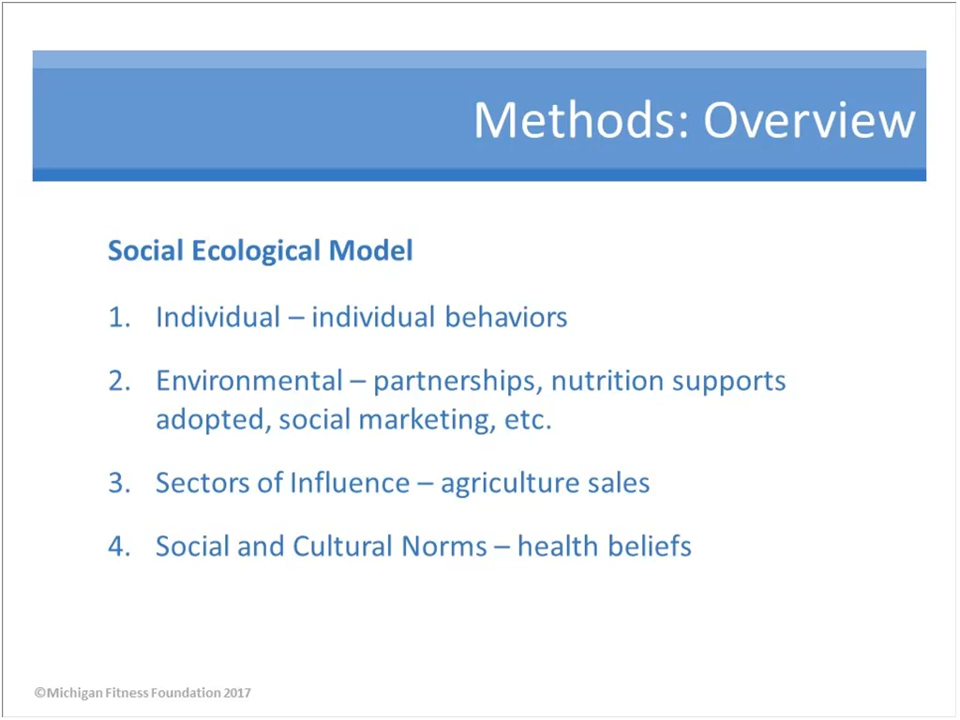 Methods: Overview
Social Ecological Model
1. Individual – individual behaviors
2. Environmental – partnerships, nutrition supports
adopted, social marketing, etc.
3. Sectors of Influence – agriculture sales
4. Social and Cultural Norms – health beliefs
©Michigan Fitness Foundation 2017